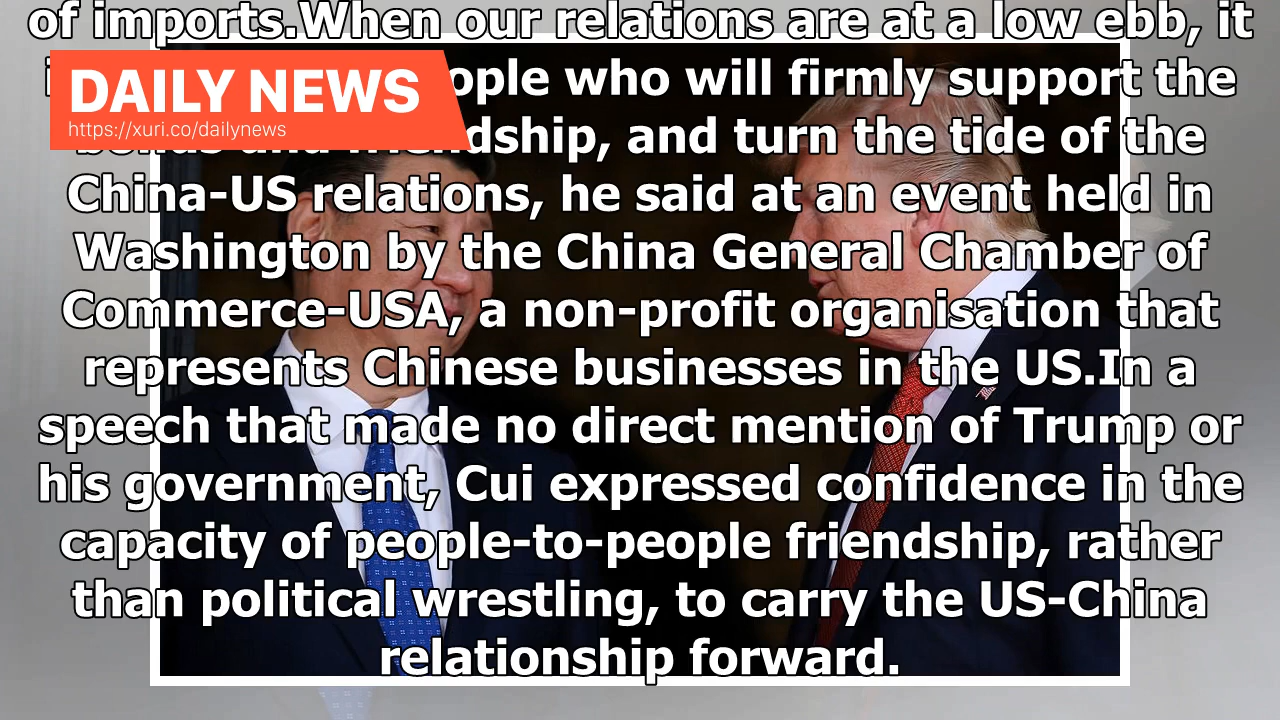 of imports.When our relations are at a low ebb, it
DAILY NEWS
https://xuri.co/dailynews
who will firmly support the
and turn the tide of the
China-US relations, he said at an event held in
Washington by the China General Chamber of
Commerce-USA, a non-profit organisation that
represents Chinese businesses in the US.In a
speech that made no direct mention of Trump or
his government, Cui expressed confidence in the
capacity of people-to-people friendship, rather
than political wrestling, to carry the US-China
relationship forward.